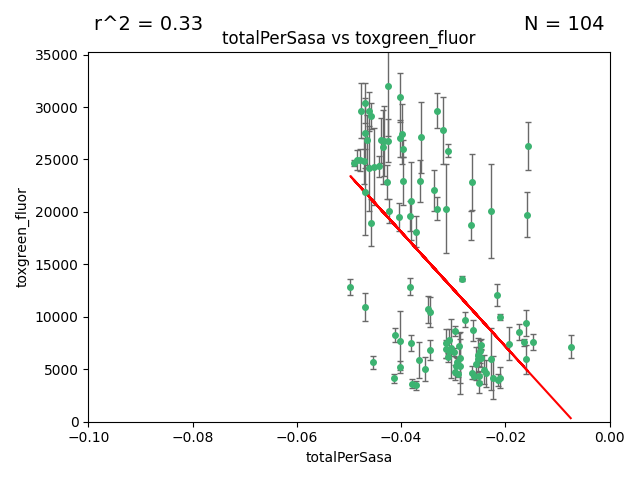 r^2 = 0.33
N = 104
totalPerSasa vs toxgreen_fluor
toxgreen_fluor
35000
30000
25000
20000
15000
10000
5000
0
−0.10
−0.08
−0.06
−0.04
−0.02
0.00
totalPerSasa